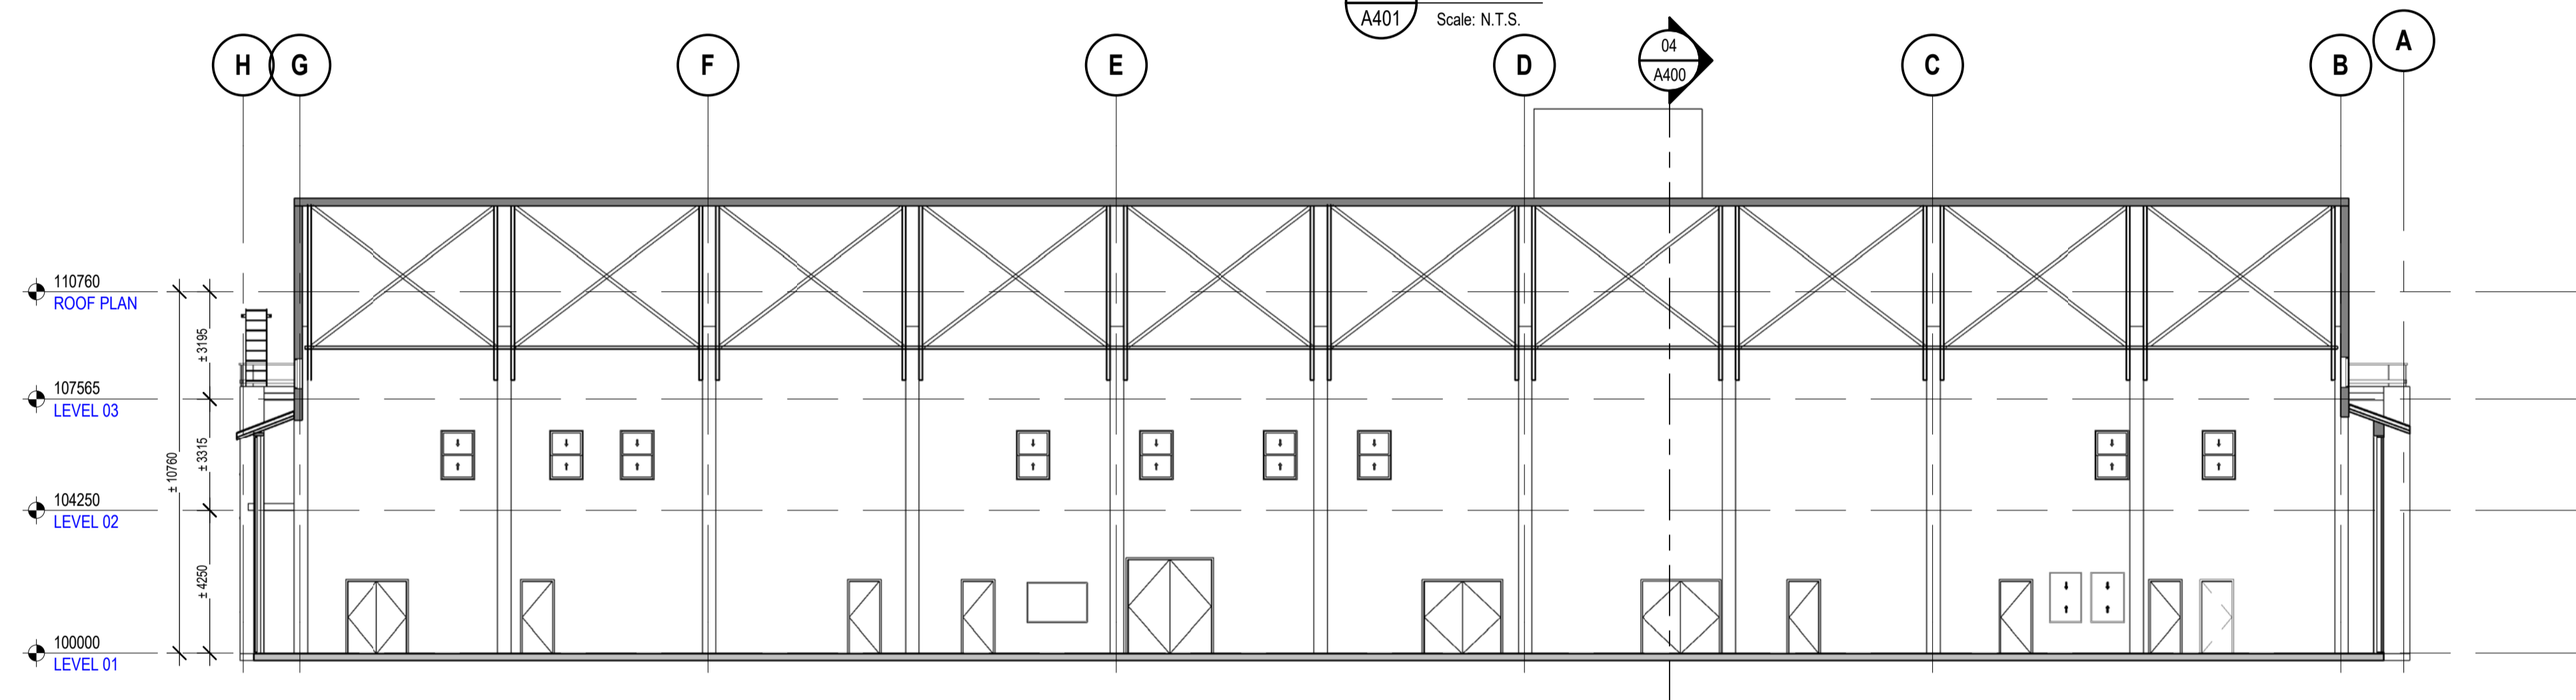 A401 Scale: N.T.S.
H G F E D 04 C B A
A400
110760
ROOF PLAN
± 3195
107565
LEVEL 03
± 3315
± 10760
104250
LEVEL 02
± 4250
100000
LEVEL 01